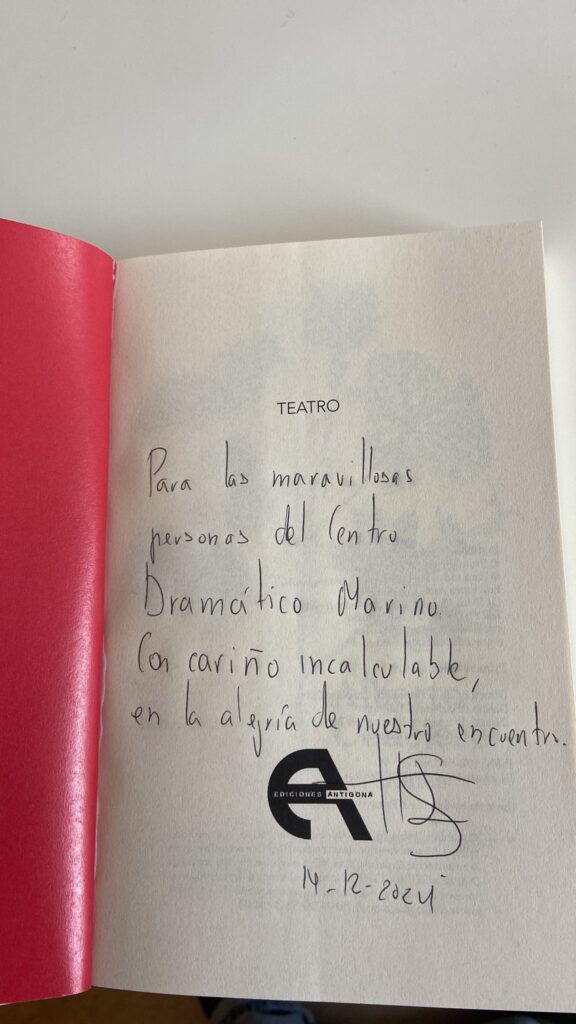 TEATRO
Para las maravillosas
personas del Centro
Dramático Marino.
Con cariño incalculable,
en la alegría de nuestro encuentro.
EDICIONES ANTÍGONA
14-12-2024